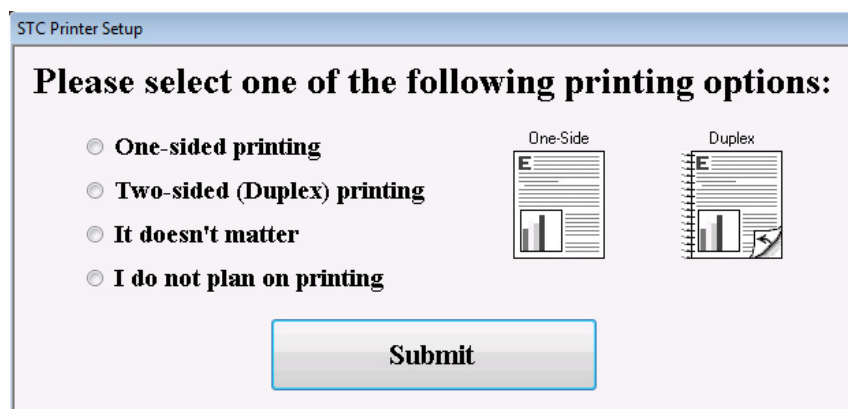 STC Printer Setup
Please select one of the following printing options:
One-sided printing
Two-sided (Duplex) printing
It doesn't matter
I do not plan on printing
One-Side
Duplex
E
E
Submit